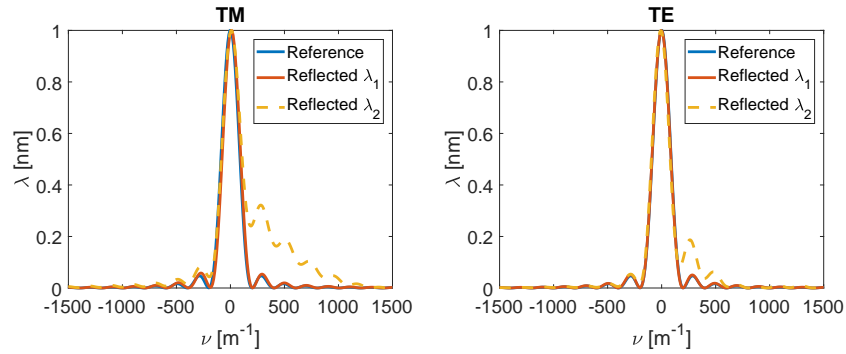 TM
λ [nm]
1
0.8
0.6
0.4
0.2
0
-1500 -1000 -500 0 500 1000 1500
ν [m⁻¹]
Reference
Reflected λ₁
Reflected λ₂
TE
λ [nm]
1
0.8
0.6
0.4
0.2
0
-1500 -1000 -500 0 500 1000 1500
ν [m⁻¹]
Reference
Reflected λ₁
Reflected λ₂